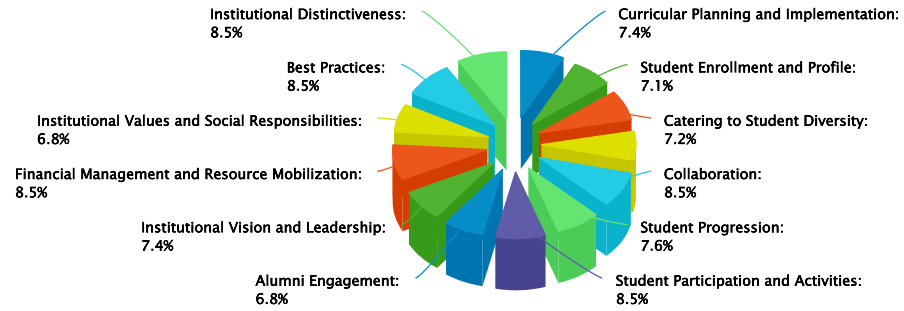 Institutional Distinctiveness:
8.5%
Curricular Planning and Implementation:
7.4%
Best Practices:
8.5%
Student Enrollment and Profile:
7.1%
Institutional Values and Social Responsibilities:
6.8%
Catering to Student Diversity:
7.2%
Financial Management and Resource Mobilization:
8.5%
Collaboration:
8.5%
Institutional Vision and Leadership:
7.4%
Student Progression:
7.6%
Alumni Engagement:
6.8%
Student Participation and Activities:
8.5%